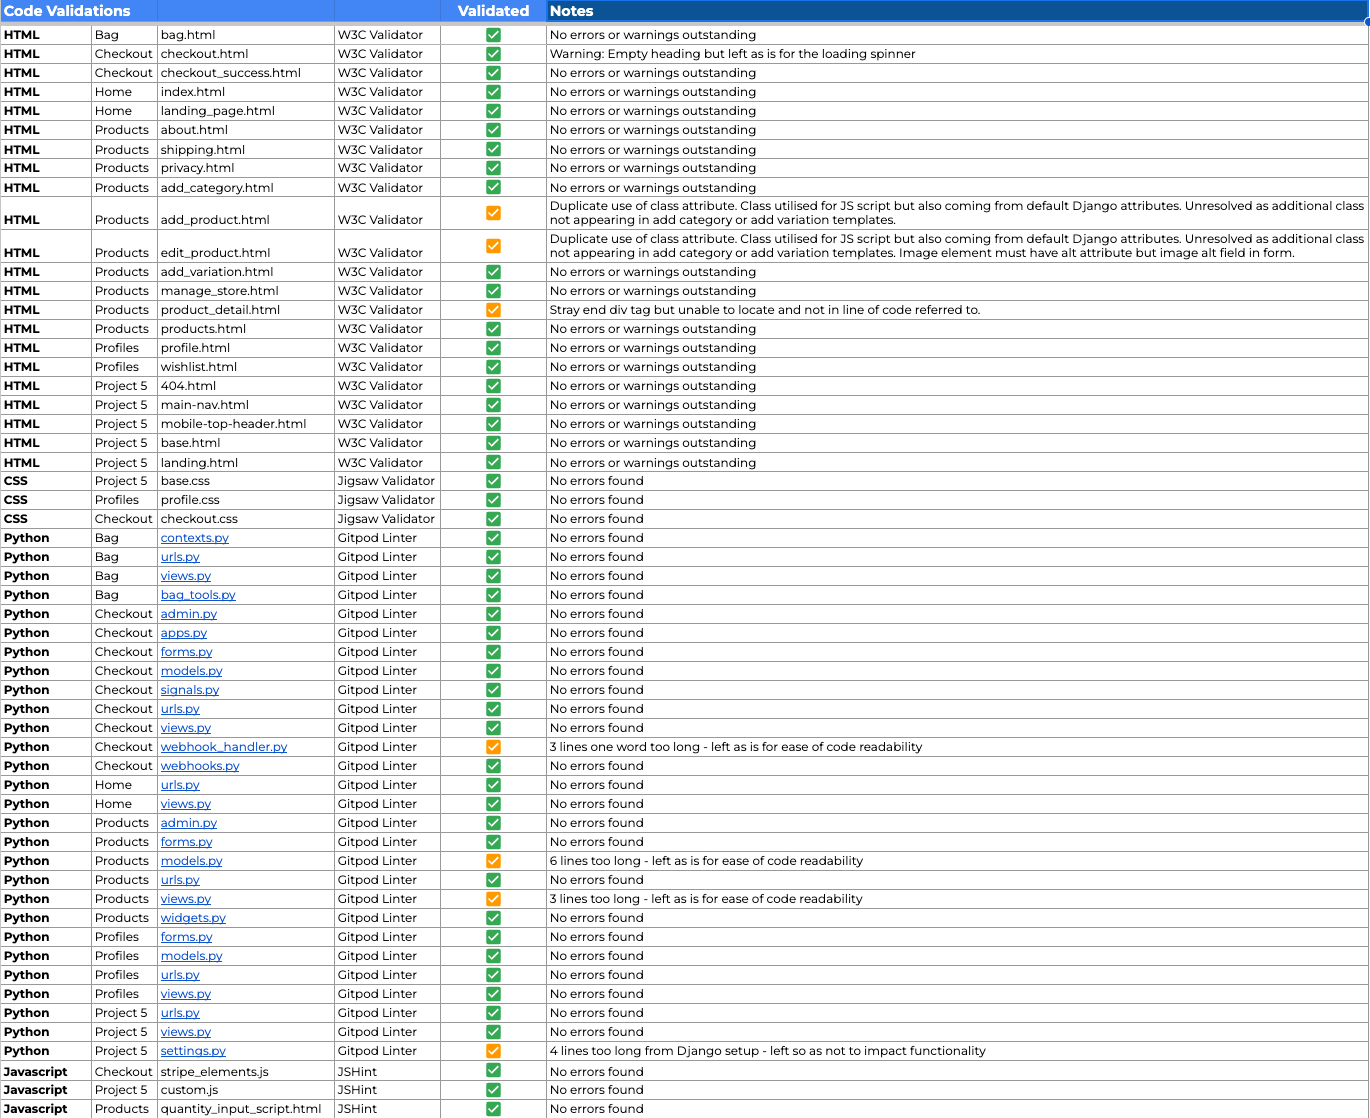 Code Validations Validated Notes
HTML Bag bag.html W3C Validator No errors or warnings outstanding
HTML Checkout checkout.html W3C Validator Warning: Empty heading but left as is for the loading spinner
HTML Checkout checkout_success.html W3C Validator No errors or warnings outstanding
HTML Home index.html W3C Validator No errors or warnings outstanding
HTML Home landing_page.html W3C Validator No errors or warnings outstanding
HTML Products about.html W3C Validator No errors or warnings outstanding
HTML Products shipping.html W3C Validator No errors or warnings outstanding
HTML Products privacy.html W3C Validator No errors or warnings outstanding
HTML Products add_category.html W3C Validator No errors or warnings outstanding
Duplicate use of class attribute. Class utilised for JS script but also coming from default Django attributes. Unresolved as additional class
HTML Products add_product.html W3C Validator not appearing in add category or add variation templates.
Duplicate use of class attribute. Class utilised for JS script but also coming from default Django attributes. Unresolved as additional class
HTML Products edit_product.html W3C Validator not appearing in add category or add variation templates. Image element must have alt attribute but image alt field in form.
HTML Products add_variation.html W3C Validator No errors or warnings outstanding
HTML Products manage_store.html W3C Validator No errors or warnings outstanding
HTML Products product_detail.html W3C Validator Stray end div tag but unable to locate and not in line of code referred to.
HTML Products products.html W3C Validator No errors or warnings outstanding
HTML Profiles profile.html W3C Validator No errors or warnings outstanding
HTML Profiles wishlist.html W3C Validator No errors or warnings outstanding
HTML Project 5 404.html W3C Validator No errors or warnings outstanding
HTML Project 5 main-nav.html W3C Validator No errors or warnings outstanding
HTML Project 5 mobile-top-header.html W3C Validator No errors or warnings outstanding
HTML Project 5 base.html W3C Validator No errors or warnings outstanding
HTML Project 5 landing.html W3C Validator No errors or warnings outstanding
CSS Project 5 base.css Jigsaw Validator No errors found
CSS Profiles profile.css Jigsaw Validator No errors found
CSS Checkout checkout.css Jigsaw Validator No errors found
Python Bag contexts.py Gitpod Linter No errors found
Python Bag urls.py Gitpod Linter No errors found
Python Bag views.py Gitpod Linter No errors found
Python Bag bag_tools.py Gitpod Linter No errors found
Python Checkout admin.py Gitpod Linter No errors found
Python Checkout apps.py Gitpod Linter No errors found
Python Checkout forms.py Gitpod Linter No errors found
Python Checkout models.py Gitpod Linter No errors found
Python Checkout signals.py Gitpod Linter No errors found
Python Checkout urls.py Gitpod Linter No errors found
Python Checkout views.py Gitpod Linter No errors found
Python Checkout webhook_handler.py Gitpod Linter 3 lines one word too long - left as is for ease of code readability
Python Checkout webhooks.py Gitpod Linter No errors found
Python Home urls.py Gitpod Linter No errors found
Python Home views.py Gitpod Linter No errors found
Python Products admin.py Gitpod Linter No errors found
Python Products forms.py Gitpod Linter No errors found
Python Products models.py Gitpod Linter 6 lines too long - left as is for ease of code readability
Python Products urls.py Gitpod Linter No errors found
Python Products views.py Gitpod Linter 3 lines too long - left as is for ease of code readability
Python Products widgets.py Gitpod Linter No errors found
Python Profiles forms.py Gitpod Linter No errors found
Python Profiles models.py Gitpod Linter No errors found
Python Profiles urls.py Gitpod Linter No errors found
Python Profiles views.py Gitpod Linter No errors found
Python Project 5 urls.py Gitpod Linter No errors found
Python Project 5 views.py Gitpod Linter No errors found
Python Project 5 settings.py Gitpod Linter 4 lines too long from Django setup - left so as not to impact functionality
Javascript Checkout stripe_elements.js JSHint No errors found
Javascript Project 5 custom.js JSHint No errors found
Javascript Products quantity_input_script.html JSHint No errors found